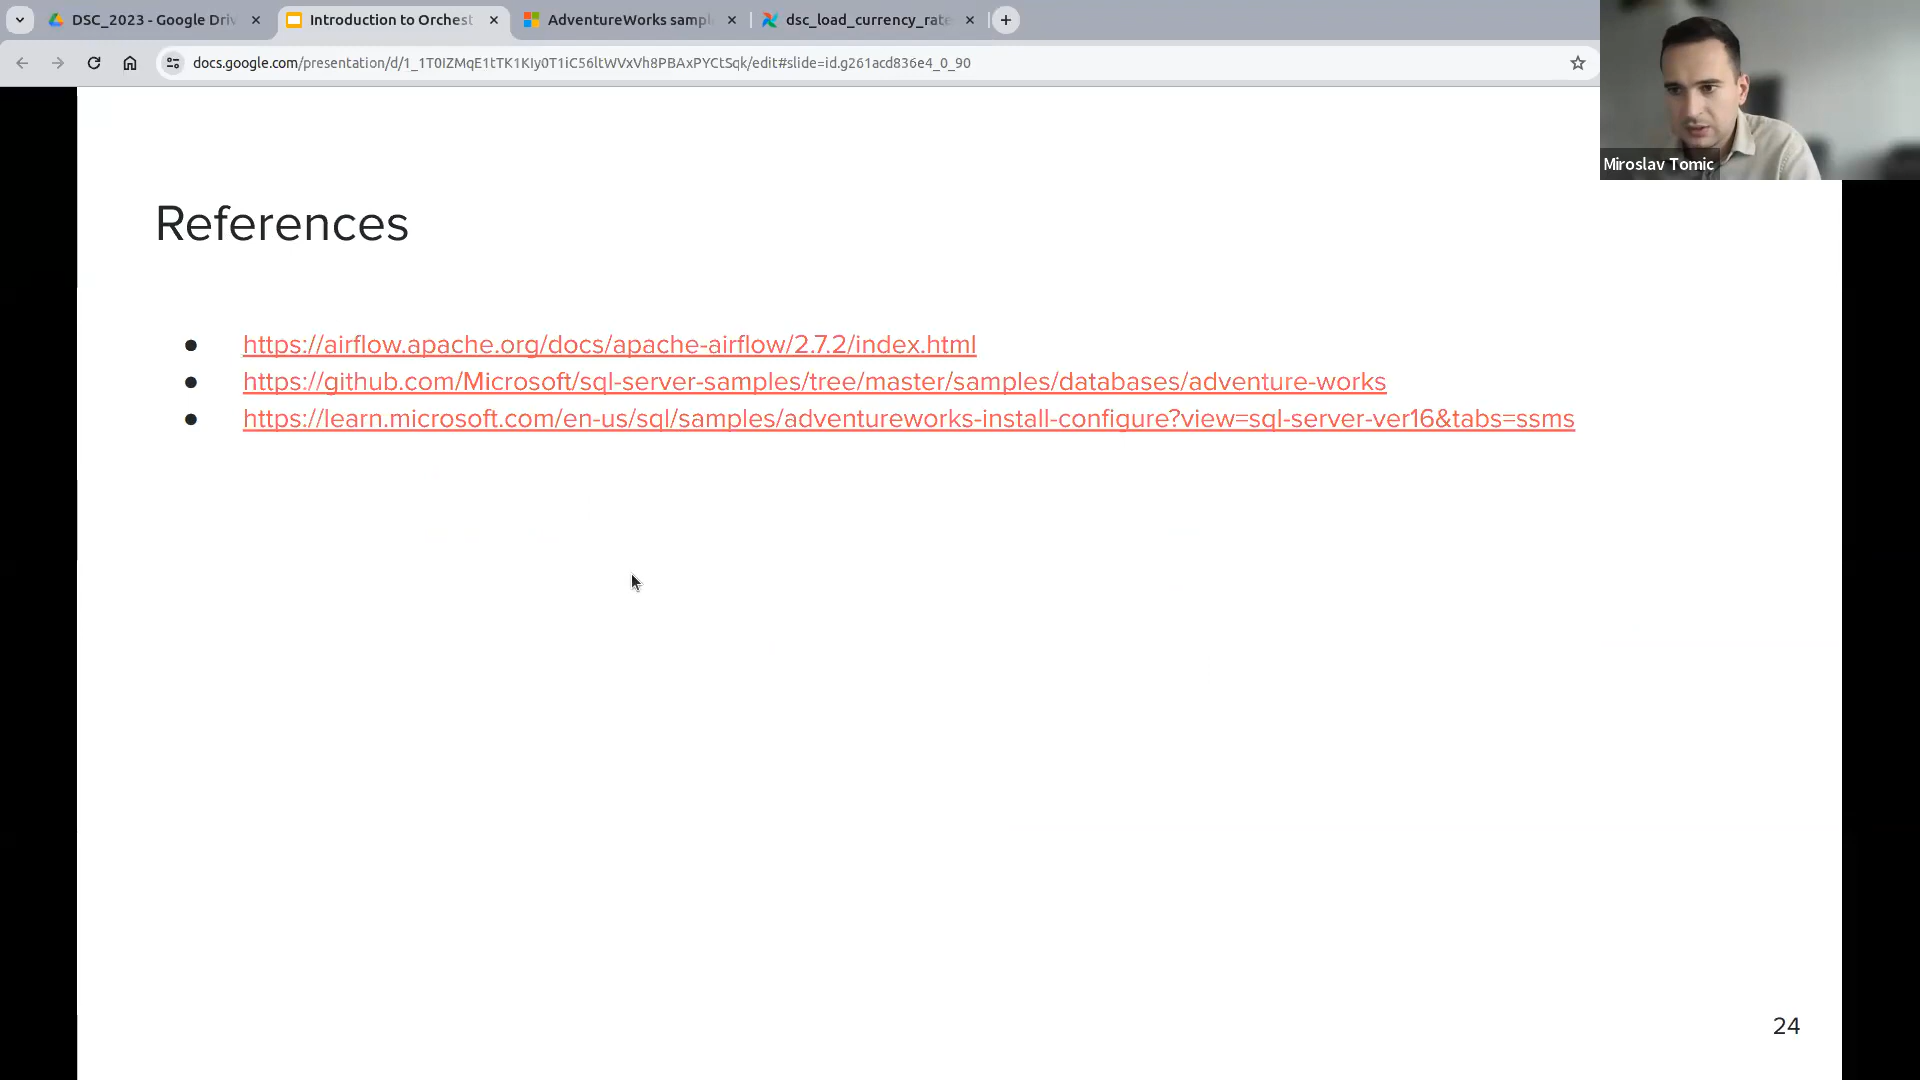 DSC_2023 - Google Driv
Introduction to Orchest
AdventureWorks sampl
dsc_load_currency_rate
docs.google.com/presentation/d/1_1T0IZMqE1tTK1KIy0T1iC56ltWVxVh8PBAxPYCtSqk/edit#slide=id.g261acd836e4_0_90
Miroslav Tomic
References
● https://airflow.apache.org/docs/apache-airflow/2.7.2/index.html
● https://github.com/Microsoft/sql-server-samples/tree/master/samples/databases/adventure-works
● https://learn.microsoft.com/en-us/sql/samples/adventureworks-install-configure?view=sql-server-ver16&tabs=ssms
24